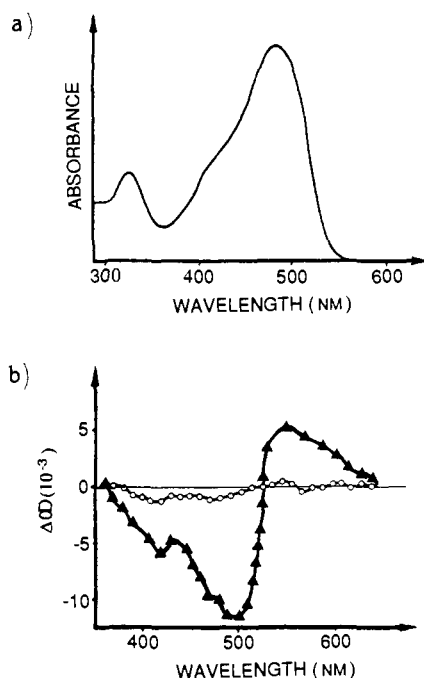 a)
ABSORBANCE
300 400 500 600
WAVELENGTH (NM)
b)
ΔOD (10⁻³)
5
0
-5
-10
400 500 600
WAVELENGTH (NM)